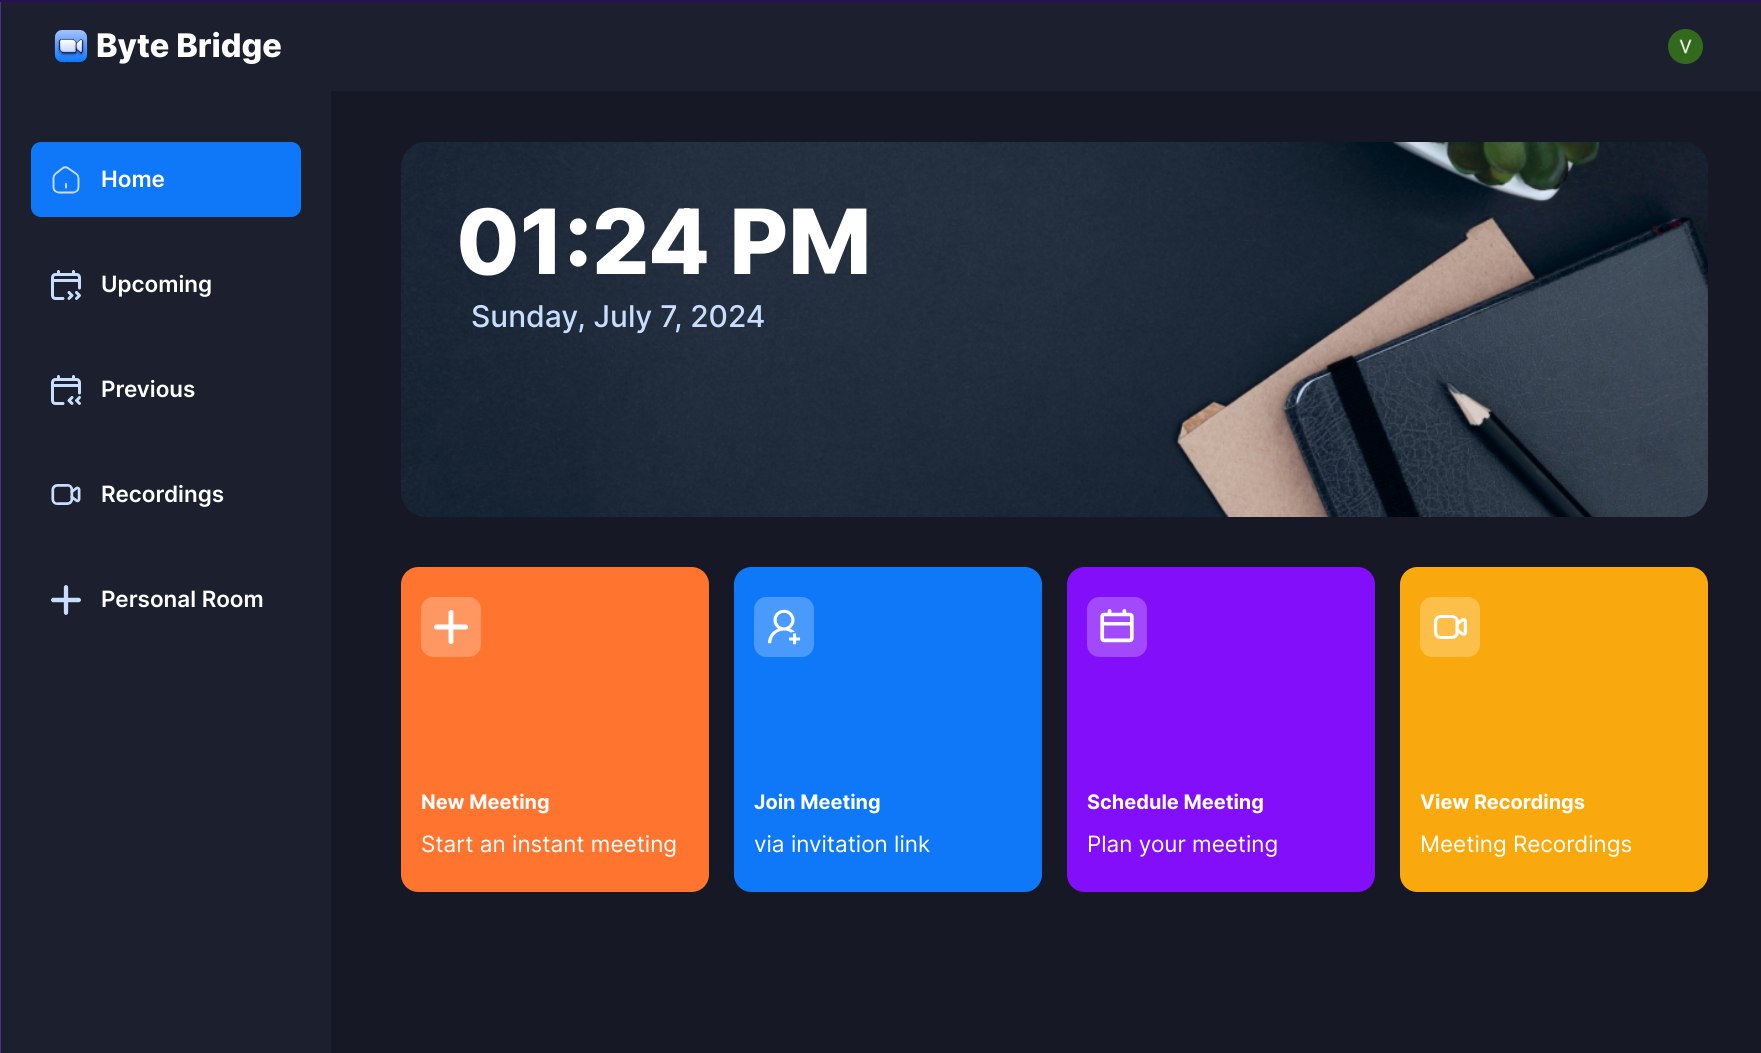 Byte Bridge
V
Home
Upcoming
Previous
Recordings
Personal Room
01:24 PM
Sunday, July 7, 2024
New Meeting
Start an instant meeting
Join Meeting
via invitation link
Schedule Meeting
Plan your meeting
View Recordings
Meeting Recordings